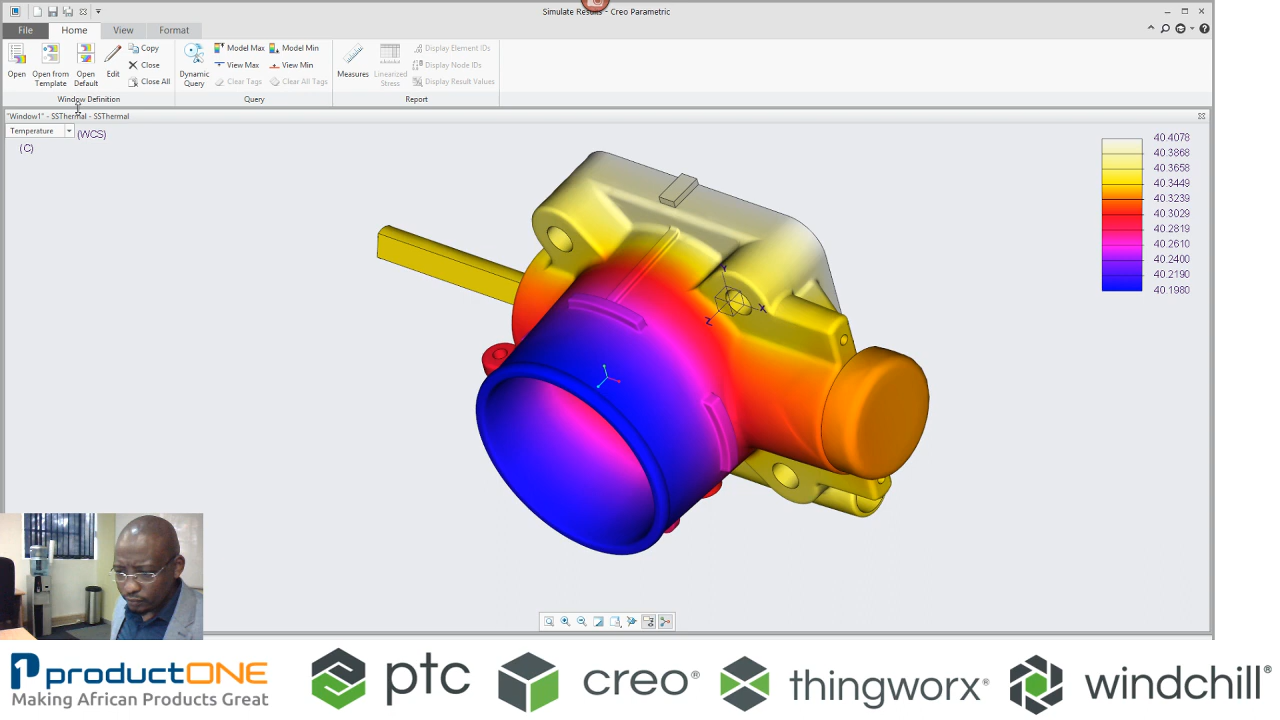 Simulate Results - Creo Parametric
File Home View Format
Open
Open from Template
Open Default
Edit
Copy
Close
Close All
Window Definition
Dynamic Query
Model Max
View Max
Clear Tags
Model Min
View Min
Clear All Tags
Query
Measures
Linearized Stress
Display Element IDs
Display Node IDs
Display Result Values
Report
"Window1" - SSThermal - SSThermal
Temperature (WCS)
(C)
40.4078
40.3868
40.3658
40.3449
40.3239
40.3029
40.2819
40.2610
40.2400
40.2190
40.1980
Y
X
Z
productONE
Making African Products Great
ptc
creo®
thingworx®
windchill®